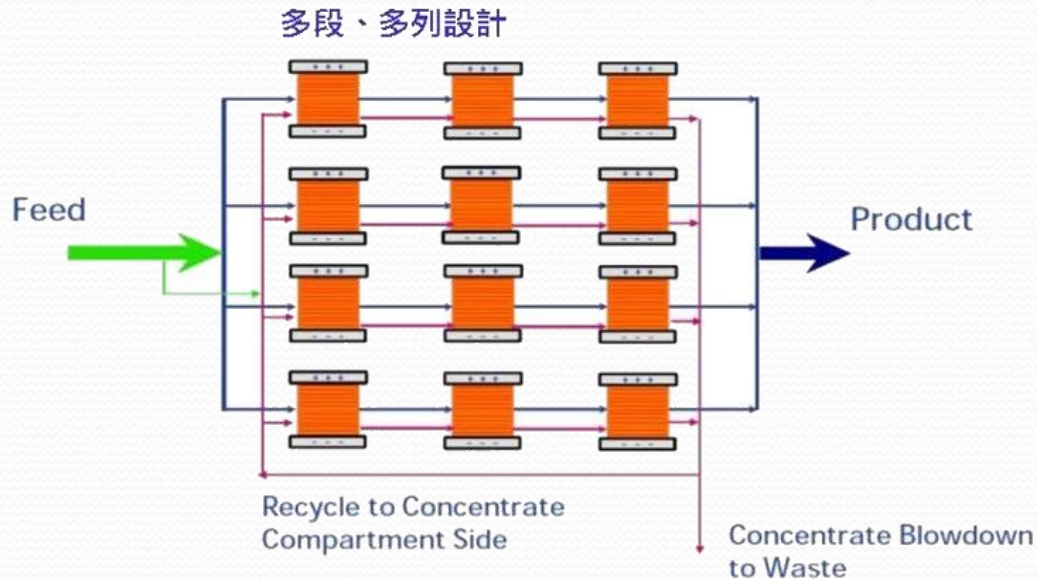 多段、多列設計
Feed
Product
Recycle to Concentrate
Compartment Side
Concentrate Blowdown
to Waste